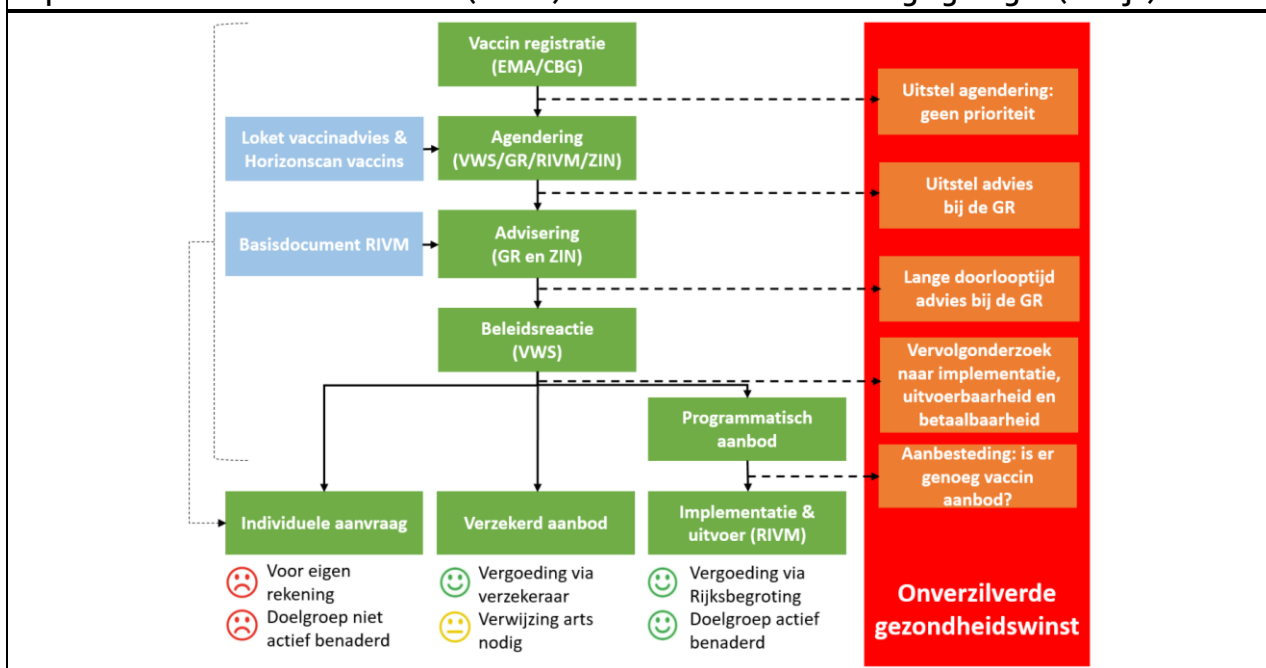 Vaccin registratie
(EMA/CBG)
Uitstel agendering:
geen prioriteit
Loket vaccinadvies &
Horizonscan vaccins
Agendering
(VWS/GR/RIVM/ZIN)
Uitstel advies
bij de GR
Basisdocument RIVM
Advisering
(GR en ZIN)
Lange doorlooptijd
advies bij de GR
Beleidsreactie
(VWS)
Vervolgonderzoek
naar implementatie,
uitvoerbaarheid en
betaalbaarheid
Programmatisch
aanbod
Aanbesteding: is er
genoeg vaccin
aanbod?
Individuele aanvraag
Verzekerd aanbod
Implementatie &
uitvoer (RIVM)
Voor eigen
rekening
Doelgroep niet
actief benaderd
Vergoeding via
verzekeraar
Verwijzing arts
nodig
Vergoeding via
Rijksbegroting
Doelgroep actief
benaderd
Onverzilverde
gezondheidswinst